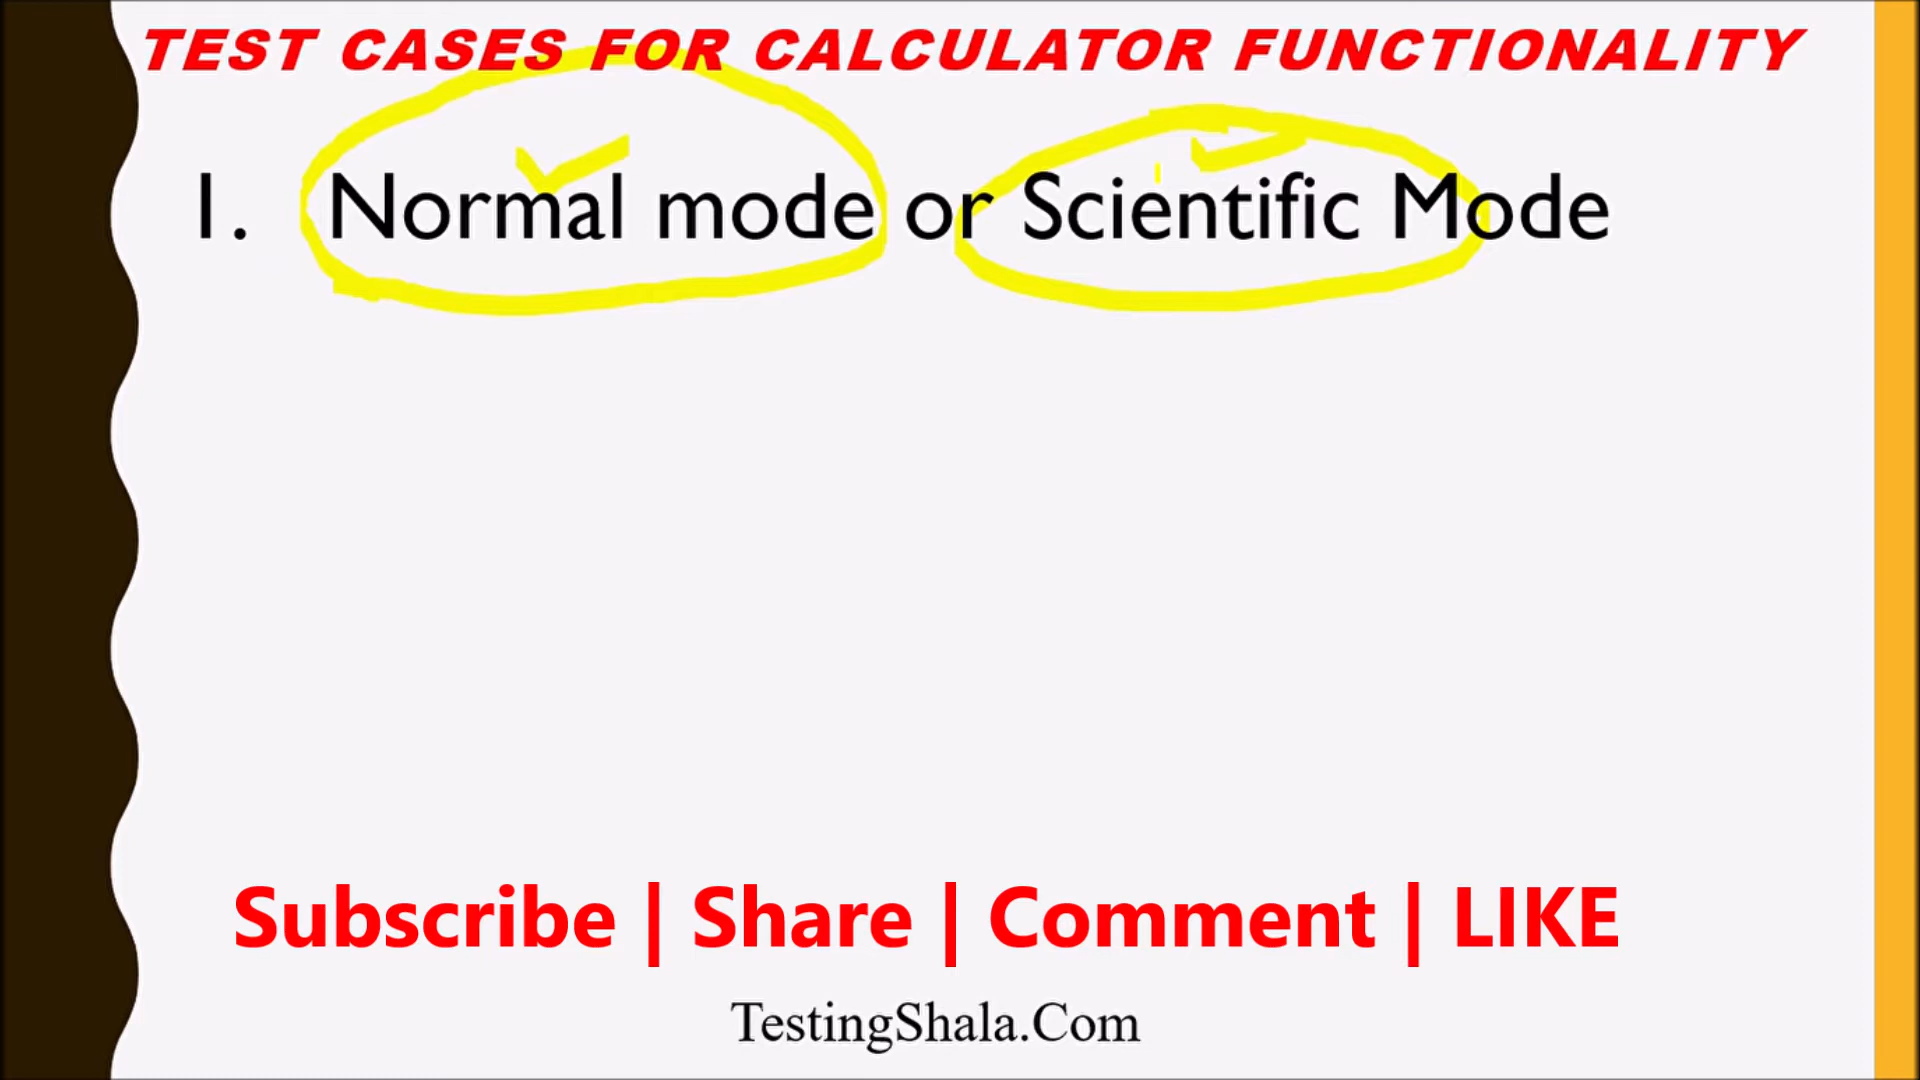 TEST CASES FOR CALCULATOR FUNCTIONALITY
1. Normal mode or Scientific Mode
Subscribe | Share | Comment | LIKE
TestingShala.Com